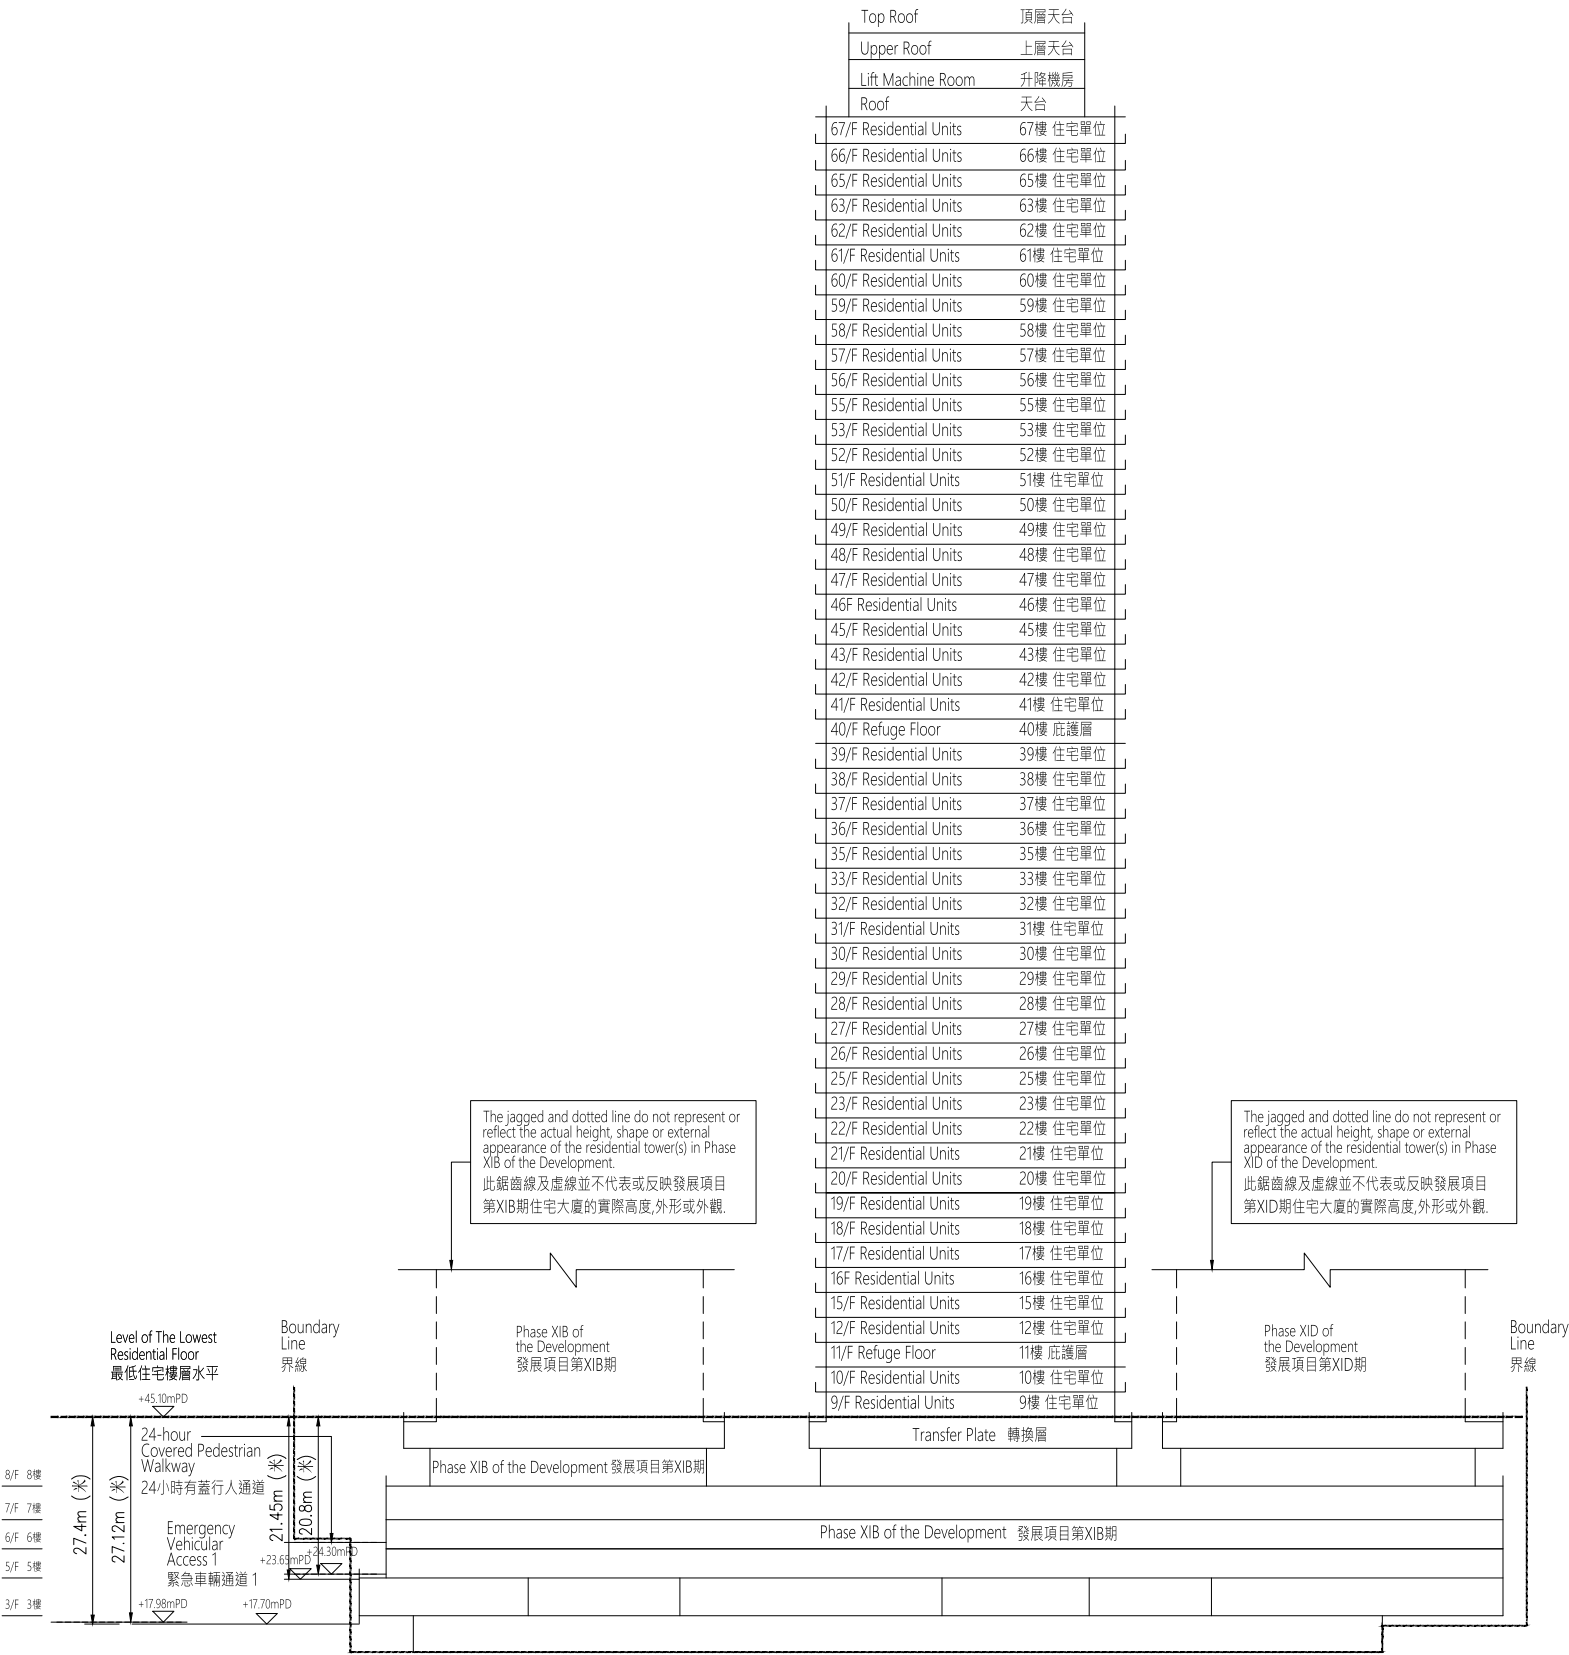 Top Roof 頂層天台
Upper Roof 上層天台
Lift Machine Room 升降機房
Roof 天台
67/F Residential Units 67樓 住宅單位
66/F Residential Units 66樓 住宅單位
65/F Residential Units 65樓 住宅單位
63/F Residential Units 63樓 住宅單位
62/F Residential Units 62樓 住宅單位
61/F Residential Units 61樓 住宅單位
60/F Residential Units 60樓 住宅單位
59/F Residential Units 59樓 住宅單位
58/F Residential Units 58樓 住宅單位
57/F Residential Units 57樓 住宅單位
56/F Residential Units 56樓 住宅單位
55/F Residential Units 55樓 住宅單位
53/F Residential Units 53樓 住宅單位
52/F Residential Units 52樓 住宅單位
51/F Residential Units 51樓 住宅單位
50/F Residential Units 50樓 住宅單位
49/F Residential Units 49樓 住宅單位
48/F Residential Units 48樓 住宅單位
47/F Residential Units 47樓 住宅單位
46F Residential Units 46樓 住宅單位
45/F Residential Units 45樓 住宅單位
43/F Residential Units 43樓 住宅單位
42/F Residential Units 42樓 住宅單位
41/F Residential Units 41樓 住宅單位
40/F Refuge Floor 40樓 庇護層
39/F Residential Units 39樓 住宅單位
38/F Residential Units 38樓 住宅單位
37/F Residential Units 37樓 住宅單位
36/F Residential Units 36樓 住宅單位
35/F Residential Units 35樓 住宅單位
33/F Residential Units 33樓 住宅單位
32/F Residential Units 32樓 住宅單位
31/F Residential Units 31樓 住宅單位
30/F Residential Units 30樓 住宅單位
29/F Residential Units 29樓 住宅單位
28/F Residential Units 28樓 住宅單位
27/F Residential Units 27樓 住宅單位
26/F Residential Units 26樓 住宅單位
25/F Residential Units 25樓 住宅單位
23/F Residential Units 23樓 住宅單位
22/F Residential Units 22樓 住宅單位
21/F Residential Units 21樓 住宅單位
20/F Residential Units 20樓 住宅單位
19/F Residential Units 19樓 住宅單位
18/F Residential Units 18樓 住宅單位
17/F Residential Units 17樓 住宅單位
16F Residential Units 16樓 住宅單位
15/F Residential Units 15樓 住宅單位
12/F Residential Units 12樓 住宅單位
11/F Refuge Floor 11樓 庇護層
10/F Residential Units 10樓 住宅單位
9/F Residential Units 9樓 住宅單位
Transfer Plate 轉換層
The jagged and dotted line do not represent or
reflect the actual height, shape or external
appearance of the residential tower(s) in Phase
XIB of the Development.
此鋸齒線及虛線並不代表或反映發展項目
第XIB期住宅大廈的實際高度,外形或外觀.
The jagged and dotted line do not represent or
reflect the actual height, shape or external
appearance of the residential tower(s) in Phase
XID of the Development.
此鋸齒線及虛線並不代表或反映發展項目
第XID期住宅大廈的實際高度,外形或外觀.
Phase XIB of
the Development
發展項目第XIB期
Phase XID of
the Development
發展項目第XID期
Level of The Lowest
Residential Floor
最低住宅樓層水平
+45.10mPD
Boundary
Line
界線
Boundary
Line
界線
24-hour
Covered Pedestrian
Walkway
24小時有蓋行人通道
Emergency
Vehicular
Access 1
緊急車輛通道 1
27.4m (米)
27.12m (米)
21.45m (米)
20.8m (米)
+23.65mPD
+24.30mPD
+17.98mPD
+17.70mPD
8/F 8樓
7/F 7樓
6/F 6樓
5/F 5樓
3/F 3樓
Phase XIB of the Development 發展項目第XIB期
Phase XIB of the Development 發展項目第XIB期